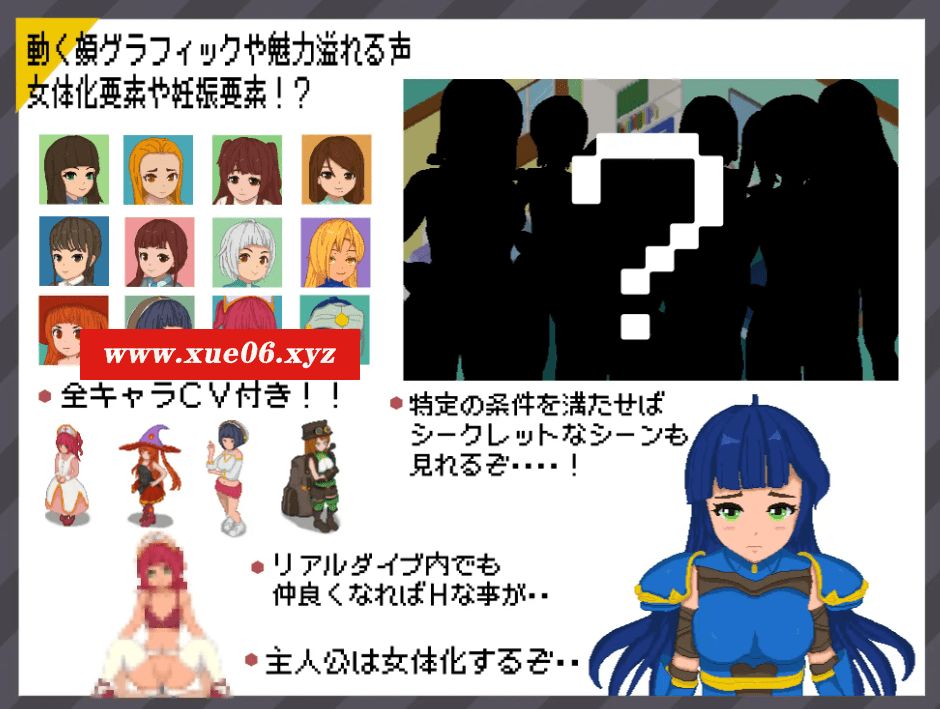 動く顔グラフィックや魅力溢れる声
女体化要素や妊娠要素！？
?
www.xue06.xyz
全キャラＣＶ付き！！
特定の条件を満たせば
シークレットなシーンも
見れるぞ‥‥！
リアルダイブ内でも
仲良くなればＨな事が‥
主人公は女体化するぞ‥